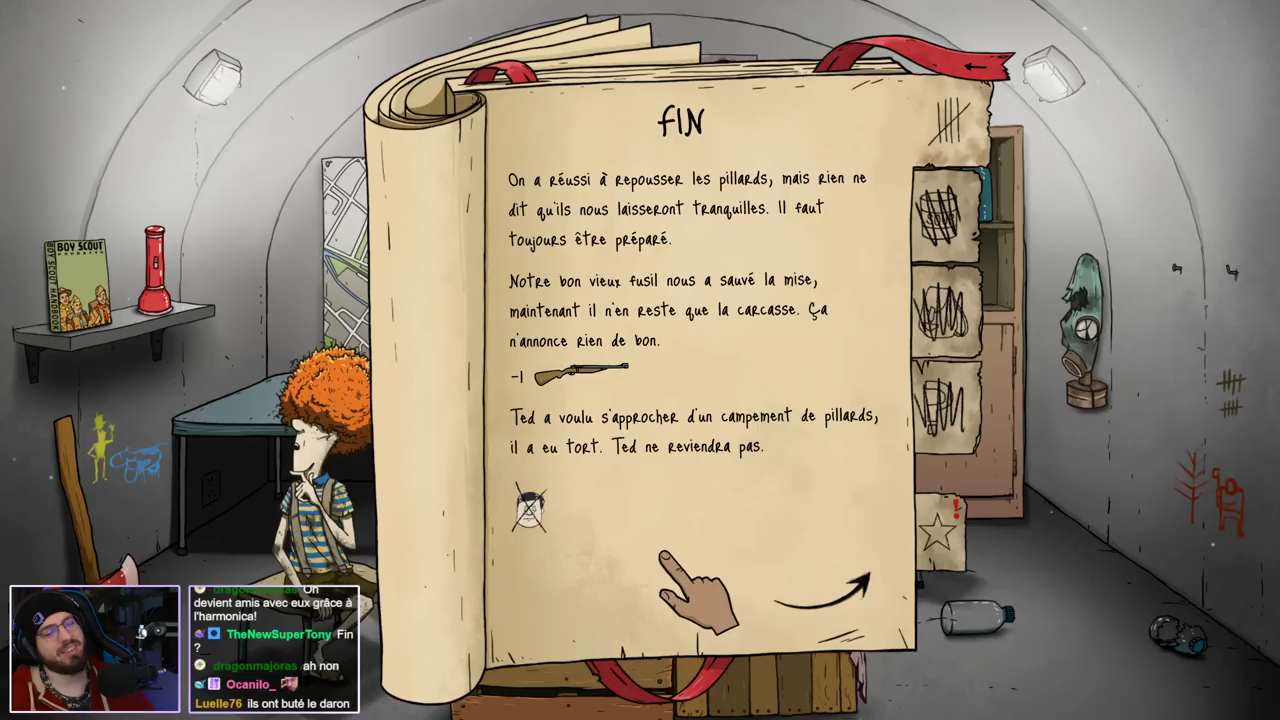 FIN
On a réussi à repousser les pillards, mais rien ne
dit qu'ils nous laisseront tranquilles. Il faut
toujours être préparé.
Notre bon vieux fusil nous a sauvé la mise,
maintenant il n'en reste que la carcasse. Ça
n'annonce rien de bon.
-1
Ted a voulu s'approcher d'un campement de pillards,
il a eu tort. Ted ne reviendra pas.
!
BOY SCOUT
BOY SCOUT HANDBOOK
dragonmajoras On
devient amis avec eux grâce à
l'harmonica!
TheNewSuperTony Fin
?
dragonmajoras ah non
Ocanilo_
Luelle76 ils ont buté le daron